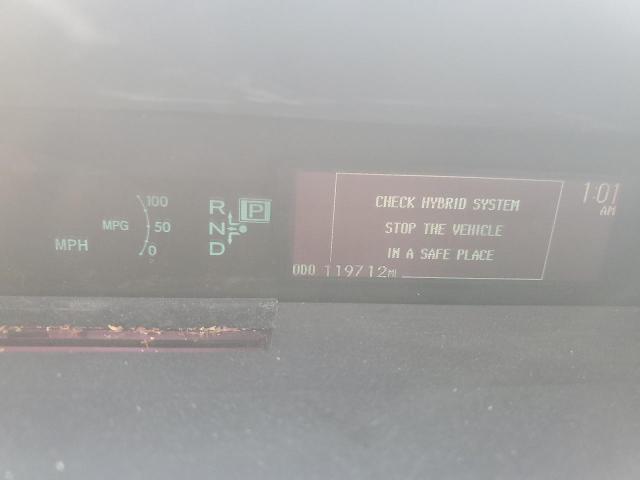 MPH
MPG
100
50
0
R
N
D
P
CHECK HYBRID SYSTEM
STOP THE VEHICLE
IN A SAFE PLACE
1:01
AM
ODO 119712MI